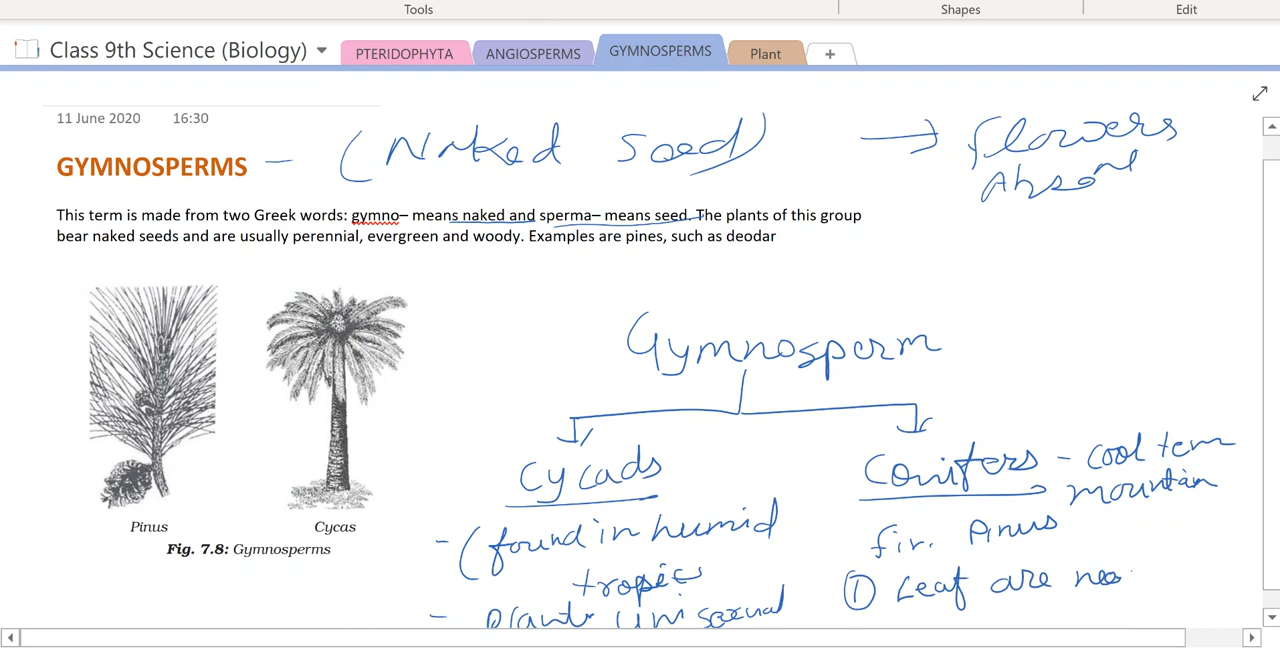 Tools Shapes Edit
Class 9th Science (Biology) PTERIDOPHYTA ANGIOSPERMS GYMNOSPERMS Plant +
11 June 2020 16:30
GYMNOSPERMS - (Naked Seed) → Flowers
Absent
This term is made from two Greek words: gymno– means naked and sperma– means seed. The plants of this group
bear naked seeds and are usually perennial, evergreen and woody. Examples are pines, such as deodar
Gymnosperm
Cycads
Conifers - cool tem
mountain
Pinus Cycas
Fig. 7.8: Gymnosperms
- (found in humid
tropics
- Plant unisexual
fir. Pinus
① Leaf are nee